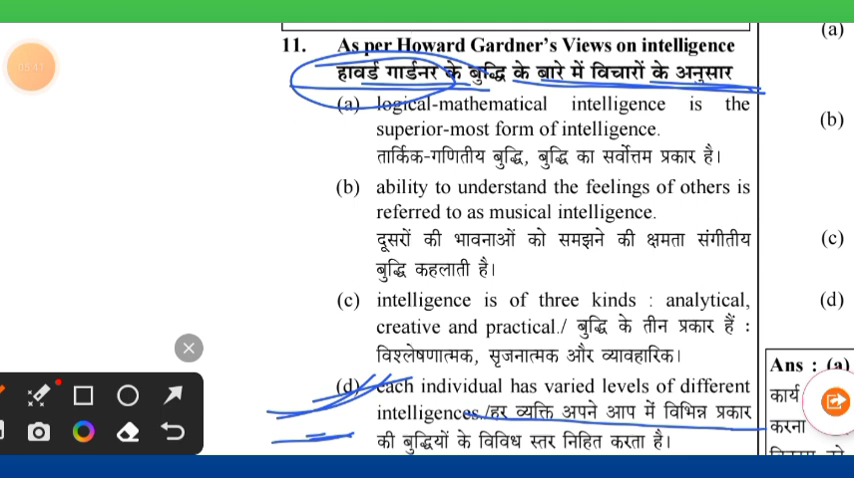 11. As per Howard Gardner's Views on intelligence
हावर्ड गार्डनर के बुद्धि के बारे में विचारों के अनुसार
(a) logical-mathematical intelligence is the
superior-most form of intelligence.
तार्किक-गणितीय बुद्धि, बुद्धि का सर्वोत्तम प्रकार है।
(b) ability to understand the feelings of others is
referred to as musical intelligence.
दूसरों की भावनाओं को समझने की क्षमता संगीतीय
बुद्धि कहलाती है।
(c) intelligence is of three kinds : analytical,
creative and practical./ बुद्धि के तीन प्रकार हैं :
विश्लेषणात्मक, सृजनात्मक और व्यावहारिक।
(d) each individual has varied levels of different
intelligences./हर व्यक्ति अपने आप में विभिन्न प्रकार
की बुद्धियों के विविध स्तर निहित करता है।
(a)
(b)
(c)
(d)
Ans : (a)
कार्य
करना